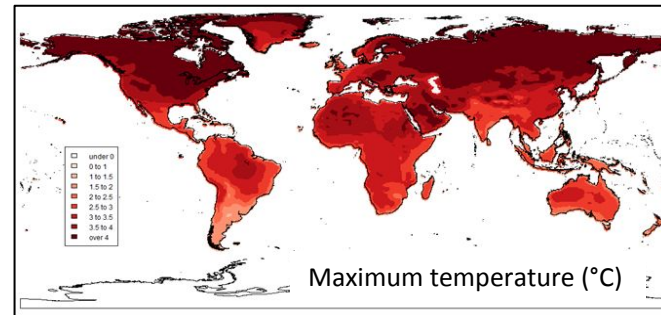 under 0
0 to 1
1 to 1.5
1.5 to 2
2 to 2.5
2.5 to 3
3 to 3.5
3.5 to 4
over 4
Maximum temperature (°C)